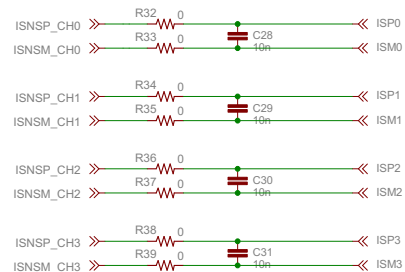 R32 0
ISNSP_CH0 ISP0
R33 0 C28
ISNSM_CH0 10n ISM0
R34 0
ISNSP_CH1 ISP1
R35 0 C29
ISNSM_CH1 10n ISM1
R36 0
ISNSP_CH2 ISP2
R37 0 C30
ISNSM_CH2 10n ISM2
R38 0
ISNSP_CH3 ISP3
R39 0 C31
ISNSM_CH3 10n ISM3